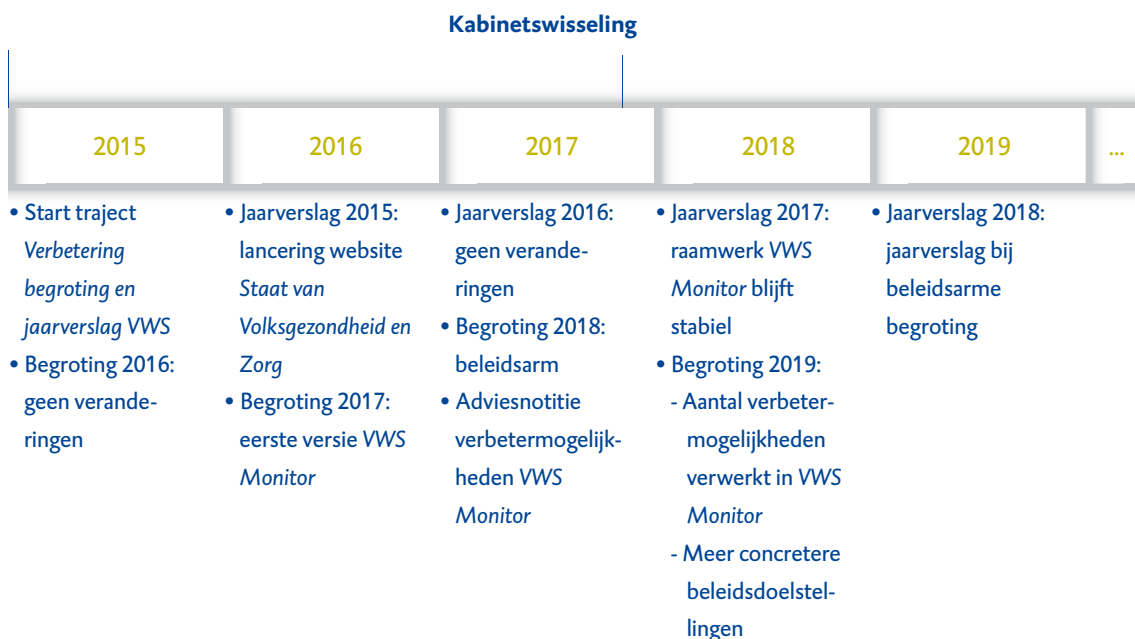 Kabinetswisseling
2015
2016
2017
2018
2019
...
• Start traject
Verbetering
begroting en
jaarverslag VWS
• Begroting 2016:
geen verande-
ringen
• Jaarverslag 2015:
lancering website
Staat van
Volksgezondheid en
Zorg
• Begroting 2017:
eerste versie VWS
Monitor
• Jaarverslag 2016:
geen verande-
ringen
• Begroting 2018:
beleidsarm
• Adviesnotitie
verbetermogelijk-
heden VWS
Monitor
• Jaarverslag 2017:
raamwerk VWS
Monitor blijft
stabiel
• Begroting 2019:
- Aantal verbeter-
mogelijkheden
verwerkt in VWS
Monitor
- Meer concretere
beleidsdoelstel-
lingen
• Jaarverslag 2018:
jaarverslag bij
beleidsarme
begroting